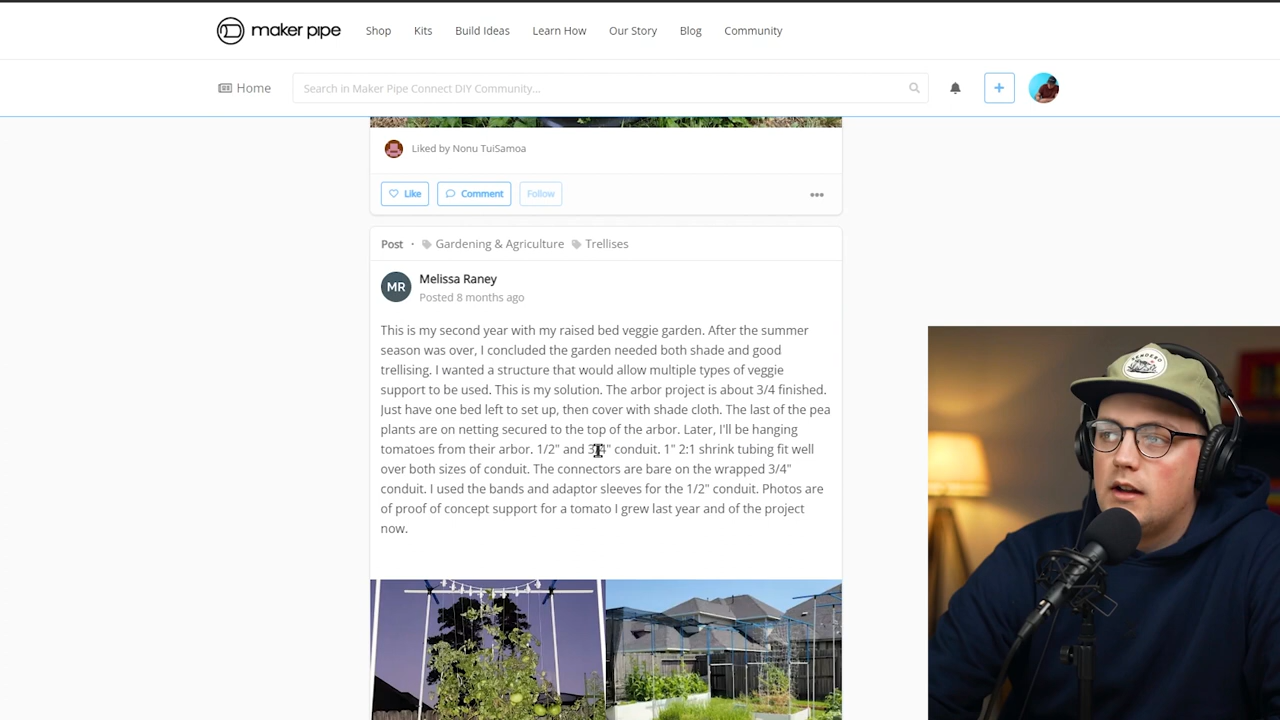 maker pipe
Shop
Kits
Build Ideas
Learn How
Our Story
Blog
Community
Home
Search in Maker Pipe Connect DIY Community...
Liked by Nonu TuiSamoa
Like
Comment
Follow
Post · Gardening & Agriculture Trellises
MR
Melissa Raney
Posted 8 months ago
This is my second year with my raised bed veggie garden. After the summer
season was over, I concluded the garden needed both shade and good
trellising. I wanted a structure that would allow multiple types of veggie
support to be used. This is my solution. The arbor project is about 3/4 finished.
Just have one bed left to set up, then cover with shade cloth. The last of the pea
plants are on netting secured to the top of the arbor. Later, I'll be hanging
tomatoes from their arbor. 1/2" and 3/4" conduit. 1" 2:1 shrink tubing fit well
over both sizes of conduit. The connectors are bare on the wrapped 3/4"
conduit. I used the bands and adaptor sleeves for the 1/2" conduit. Photos are
of proof of concept support for a tomato I grew last year and of the project
now.